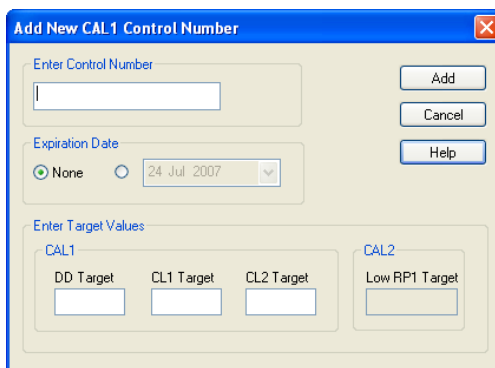 Add New CAL1 Control Number
Enter Control Number
Add
Cancel
Expiration Date
Help
None 24 Jul 2007
Enter Target Values
CAL1 CAL2
DD Target CL1 Target CL2 Target Low RP1 Target